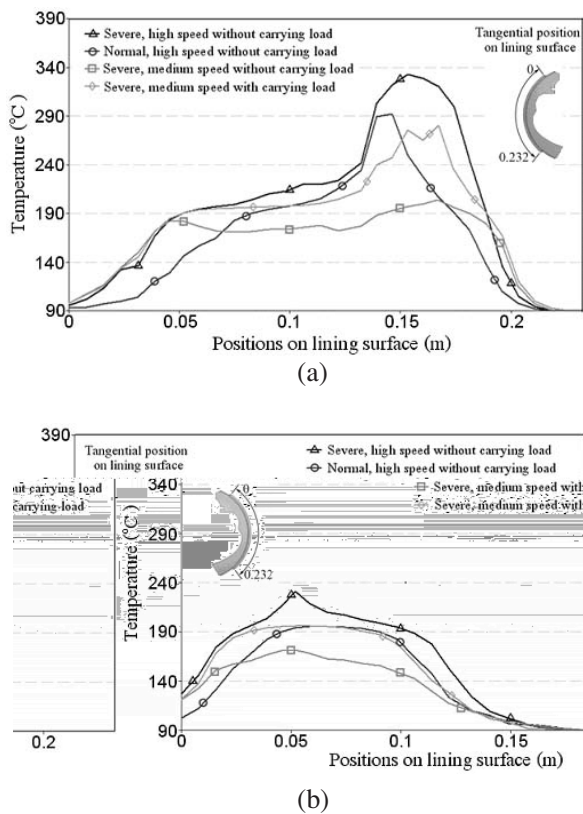 390
340
290
240
190
140
90
Temperature (°C)
Severe, high speed without carrying load
Normal, high speed without carrying load
Severe, medium speed without carrying load
Severe, medium speed with carrying load
Tangential position
on lining surface
0
0.232
0
0.05
0.1
0.15
0.2
Positions on lining surface (m)
(a)
390
Tangential position
on lining surface
Severe, high speed without carrying load
Normal, high speed without carrying load
out carrying load
carrying load
340
Severe, medium speed with
Severe, medium speed with
0
0.232
290
240
190
140
90
Temperature (°C)
0.2
0
0.05
0.1
0.15
Positions on lining surface (m)
(b)